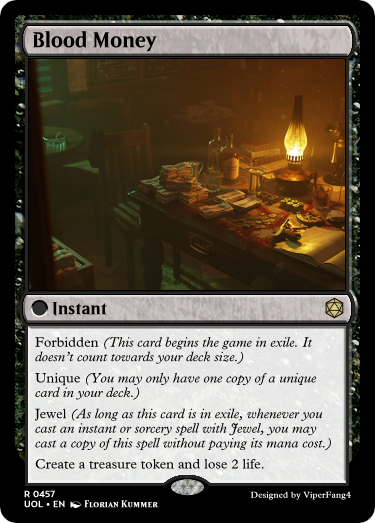 Blood Money
Instant
Forbidden (This card begins the game in exile. It
doesn't count towards your deck size.)
Unique (You may only have one copy of a unique
card in your deck.)
Jewel (As long as this card is in exile, whenever you
cast an instant or sorcery spell with Jewel, you may
cast a copy of this spell without paying its mana cost.)
Create a treasure token and lose 2 life.
R 0457
UOL • EN Florian Kummer
Designed by ViperFang4